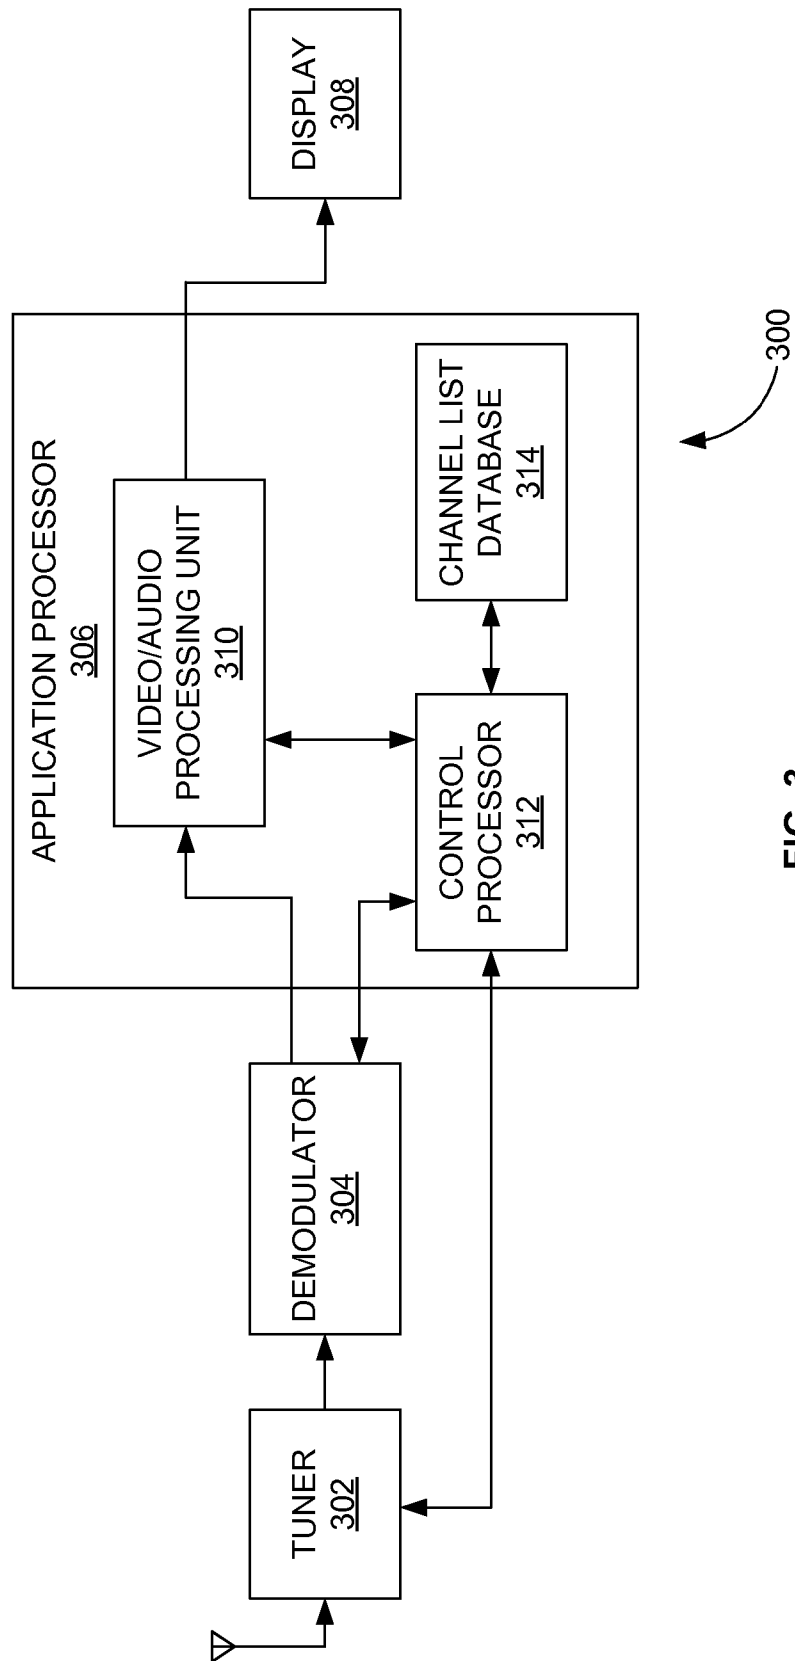 APPLICATION PROCESSOR
306
VIDEO/AUDIO
PROCESSING UNIT
310
DISPLAY
308
TUNER
302
DEMODULATOR
304
CONTROL
PROCESSOR
312
CHANNEL LIST
DATABASE
314
300